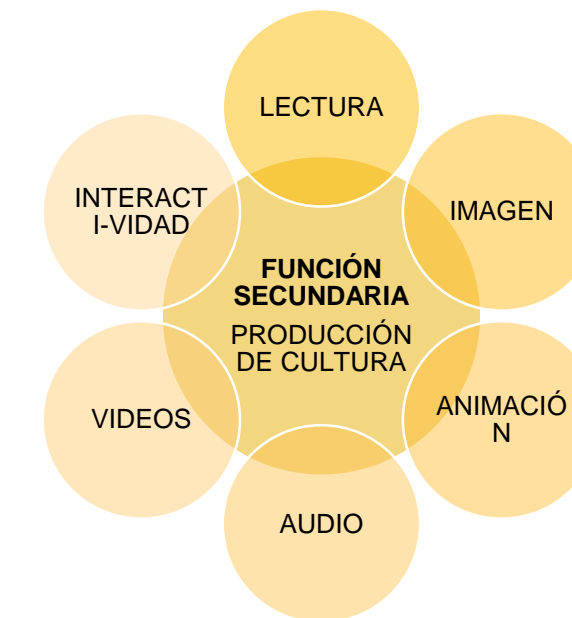 LECTURA
IMAGEN
ANIMACIÓ
N
AUDIO
VIDEOS
INTERACT
I-VIDAD
FUNCIÓN
SECUNDARIA
PRODUCCIÓN
DE CULTURA